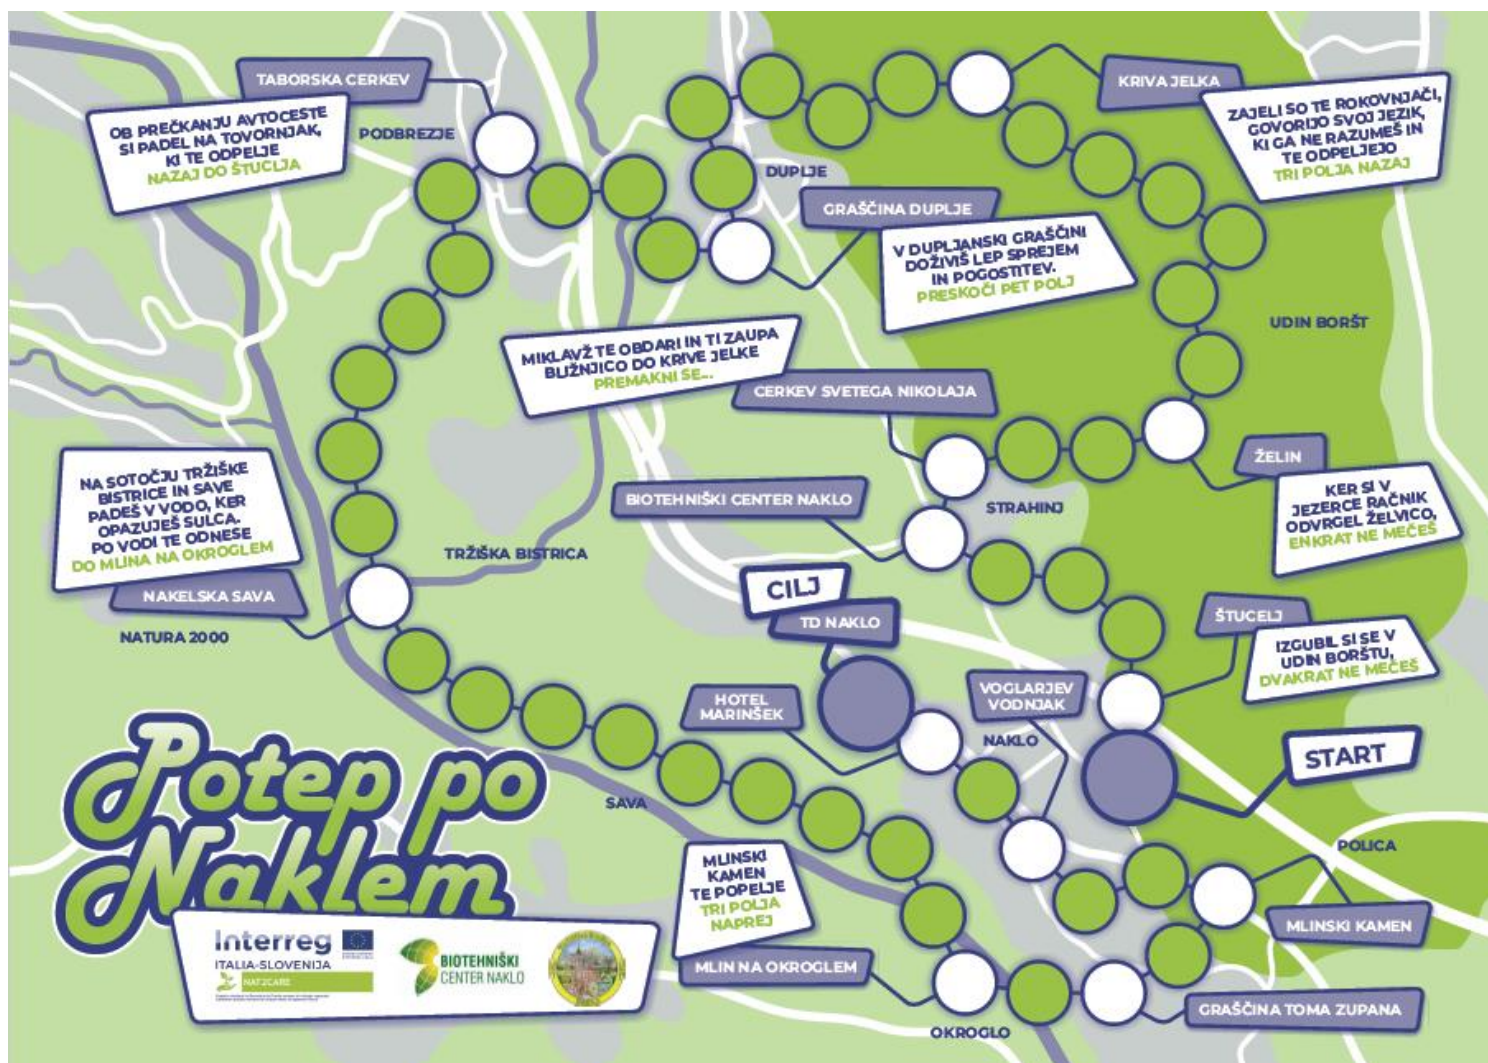 TABORSKA CERKEV
OB PREČKANJU AVTOCESTE
SI PADEL NA TOVORNJAK,
KI TE ODPELJE
NAZAJ DO ŠTUCLJA
PODBREZJE
KRIVA JELKA
ZAJELI SO TE ROKOVNJAČI,
GOVORIJO SVOJ JEZIK,
KI GA NE RAZUMEŠ IN
TE ODPELJEJO
TRI POLJA NAZAJ
DUPLJE
GRAŠČINA DUPLJE
V DUPLJANSKI GRAŠČINI
DOŽIVIŠ LEP SPREJEM
IN POGOSTITEV.
PRESKOČI PET POLJ
UDIN BORŠT
MIKLAVŽ TE OBDARI IN TI ZAUPA
BLIŽNJICO DO KRIVE JELKE
PREMAKNI SE...
CERKEV SVETEGA NIKOLAJA
ŽELIN
KER SI V
JEZERCE RAČNIK
ODVRGEL ŽELVICO,
ENKRAT NE MEČEŠ
BIOTEHNIŠKI CENTER NAKLO
STRAHINJ
NA SOTOČJU TRŽIŠKE
BISTRICE IN SAVE
PADEŠ V VODO, KER
OPAZUJEŠ SULCA.
PO VODI TE ODNESE
DO MLINA NA OKROGLEM
NAKELSKA SAVA
NATURA 2000
TRŽIŠKA BISTRICA
CILJ
TD NAKLO
ŠTUCELJ
IZGUBIL SI SE V
UDIN BORŠTU,
DVAKRAT NE MEČEŠ
HOTEL
MARINŠEK
VOGLARJEV
VODNJAK
NAKLO
START
SAVA
POLICA
Potep po
Naklem
MLINSKI
KAMEN
TE POPELJE
TRI POLJA
NAPREJ
MLIN NA OKROGLEM
MLINSKI KAMEN
GRAŠČINA TOMA ZUPANA
OKROGLO
Interreg
ITALIA-SLOVENIJA
NAT2CARE
BIOTEHNIŠKI
CENTER NAKLO